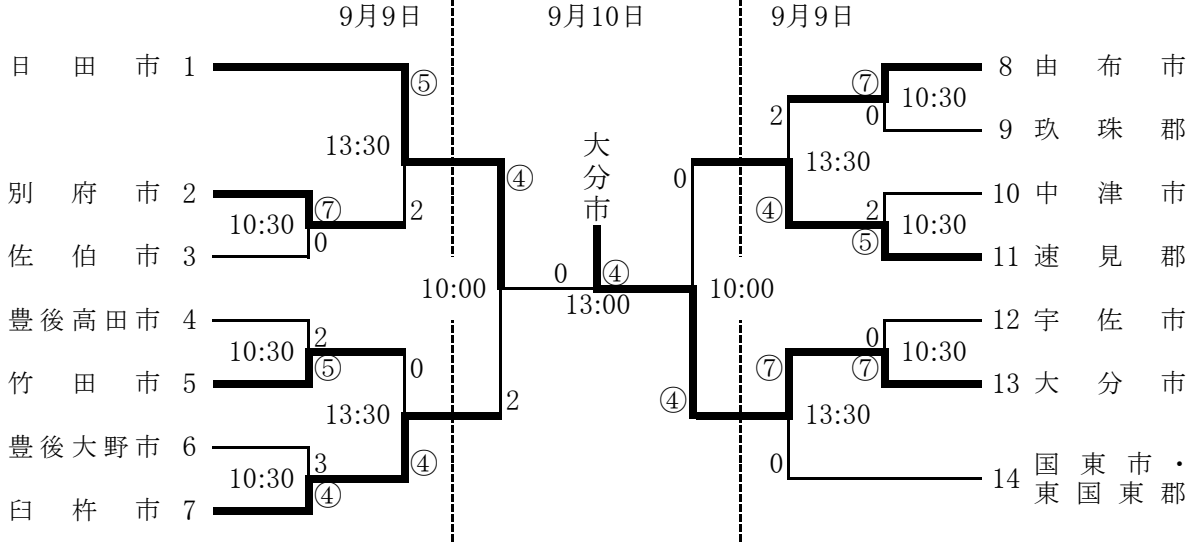 9月9日
9月10日
9月9日
日田市 1
⑤
13:30
別府市 2
10:30
⑦
0
2
佐伯市 3
④
10:00
豊後高田市 4
10:30
2
⑤
0
竹田市 5
13:30
豊後大野市 6
10:30
3
④
④
臼杵市 7
2
大分市
0
④
13:00
⑦
10:30
8 由布市
2
0
9 玖珠郡
13:30
0
④
2
10:30
10 中津市
⑤
11 速見郡
10:00
0
10:30
12 宇佐市
⑦
⑦
13 大分市
④
13:30
0
14 国東市・
東国東郡